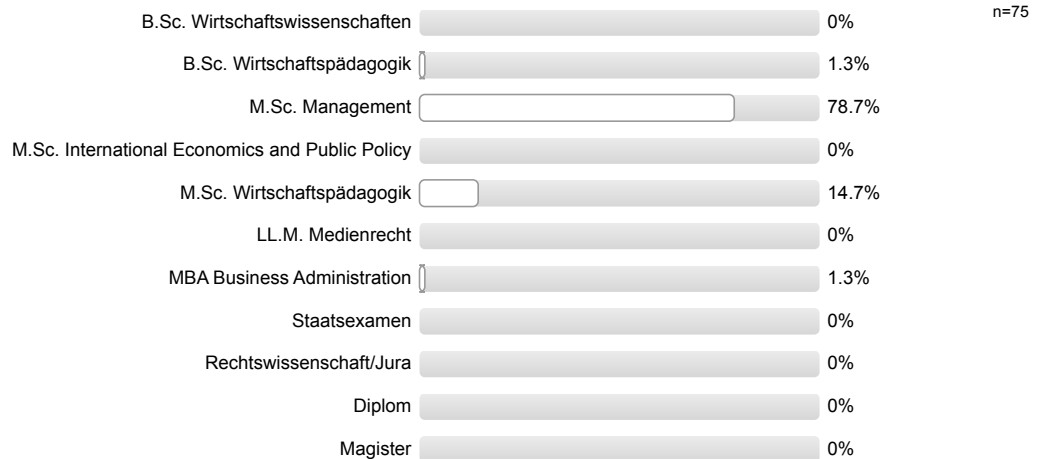 n=75
B.Sc. Wirtschaftswissenschaften 0%
B.Sc. Wirtschaftspädagogik 1.3%
M.Sc. Management 78.7%
M.Sc. International Economics and Public Policy 0%
M.Sc. Wirtschaftspädagogik 14.7%
LL.M. Medienrecht 0%
MBA Business Administration 1.3%
Staatsexamen 0%
Rechtswissenschaft/Jura 0%
Diplom 0%
Magister 0%